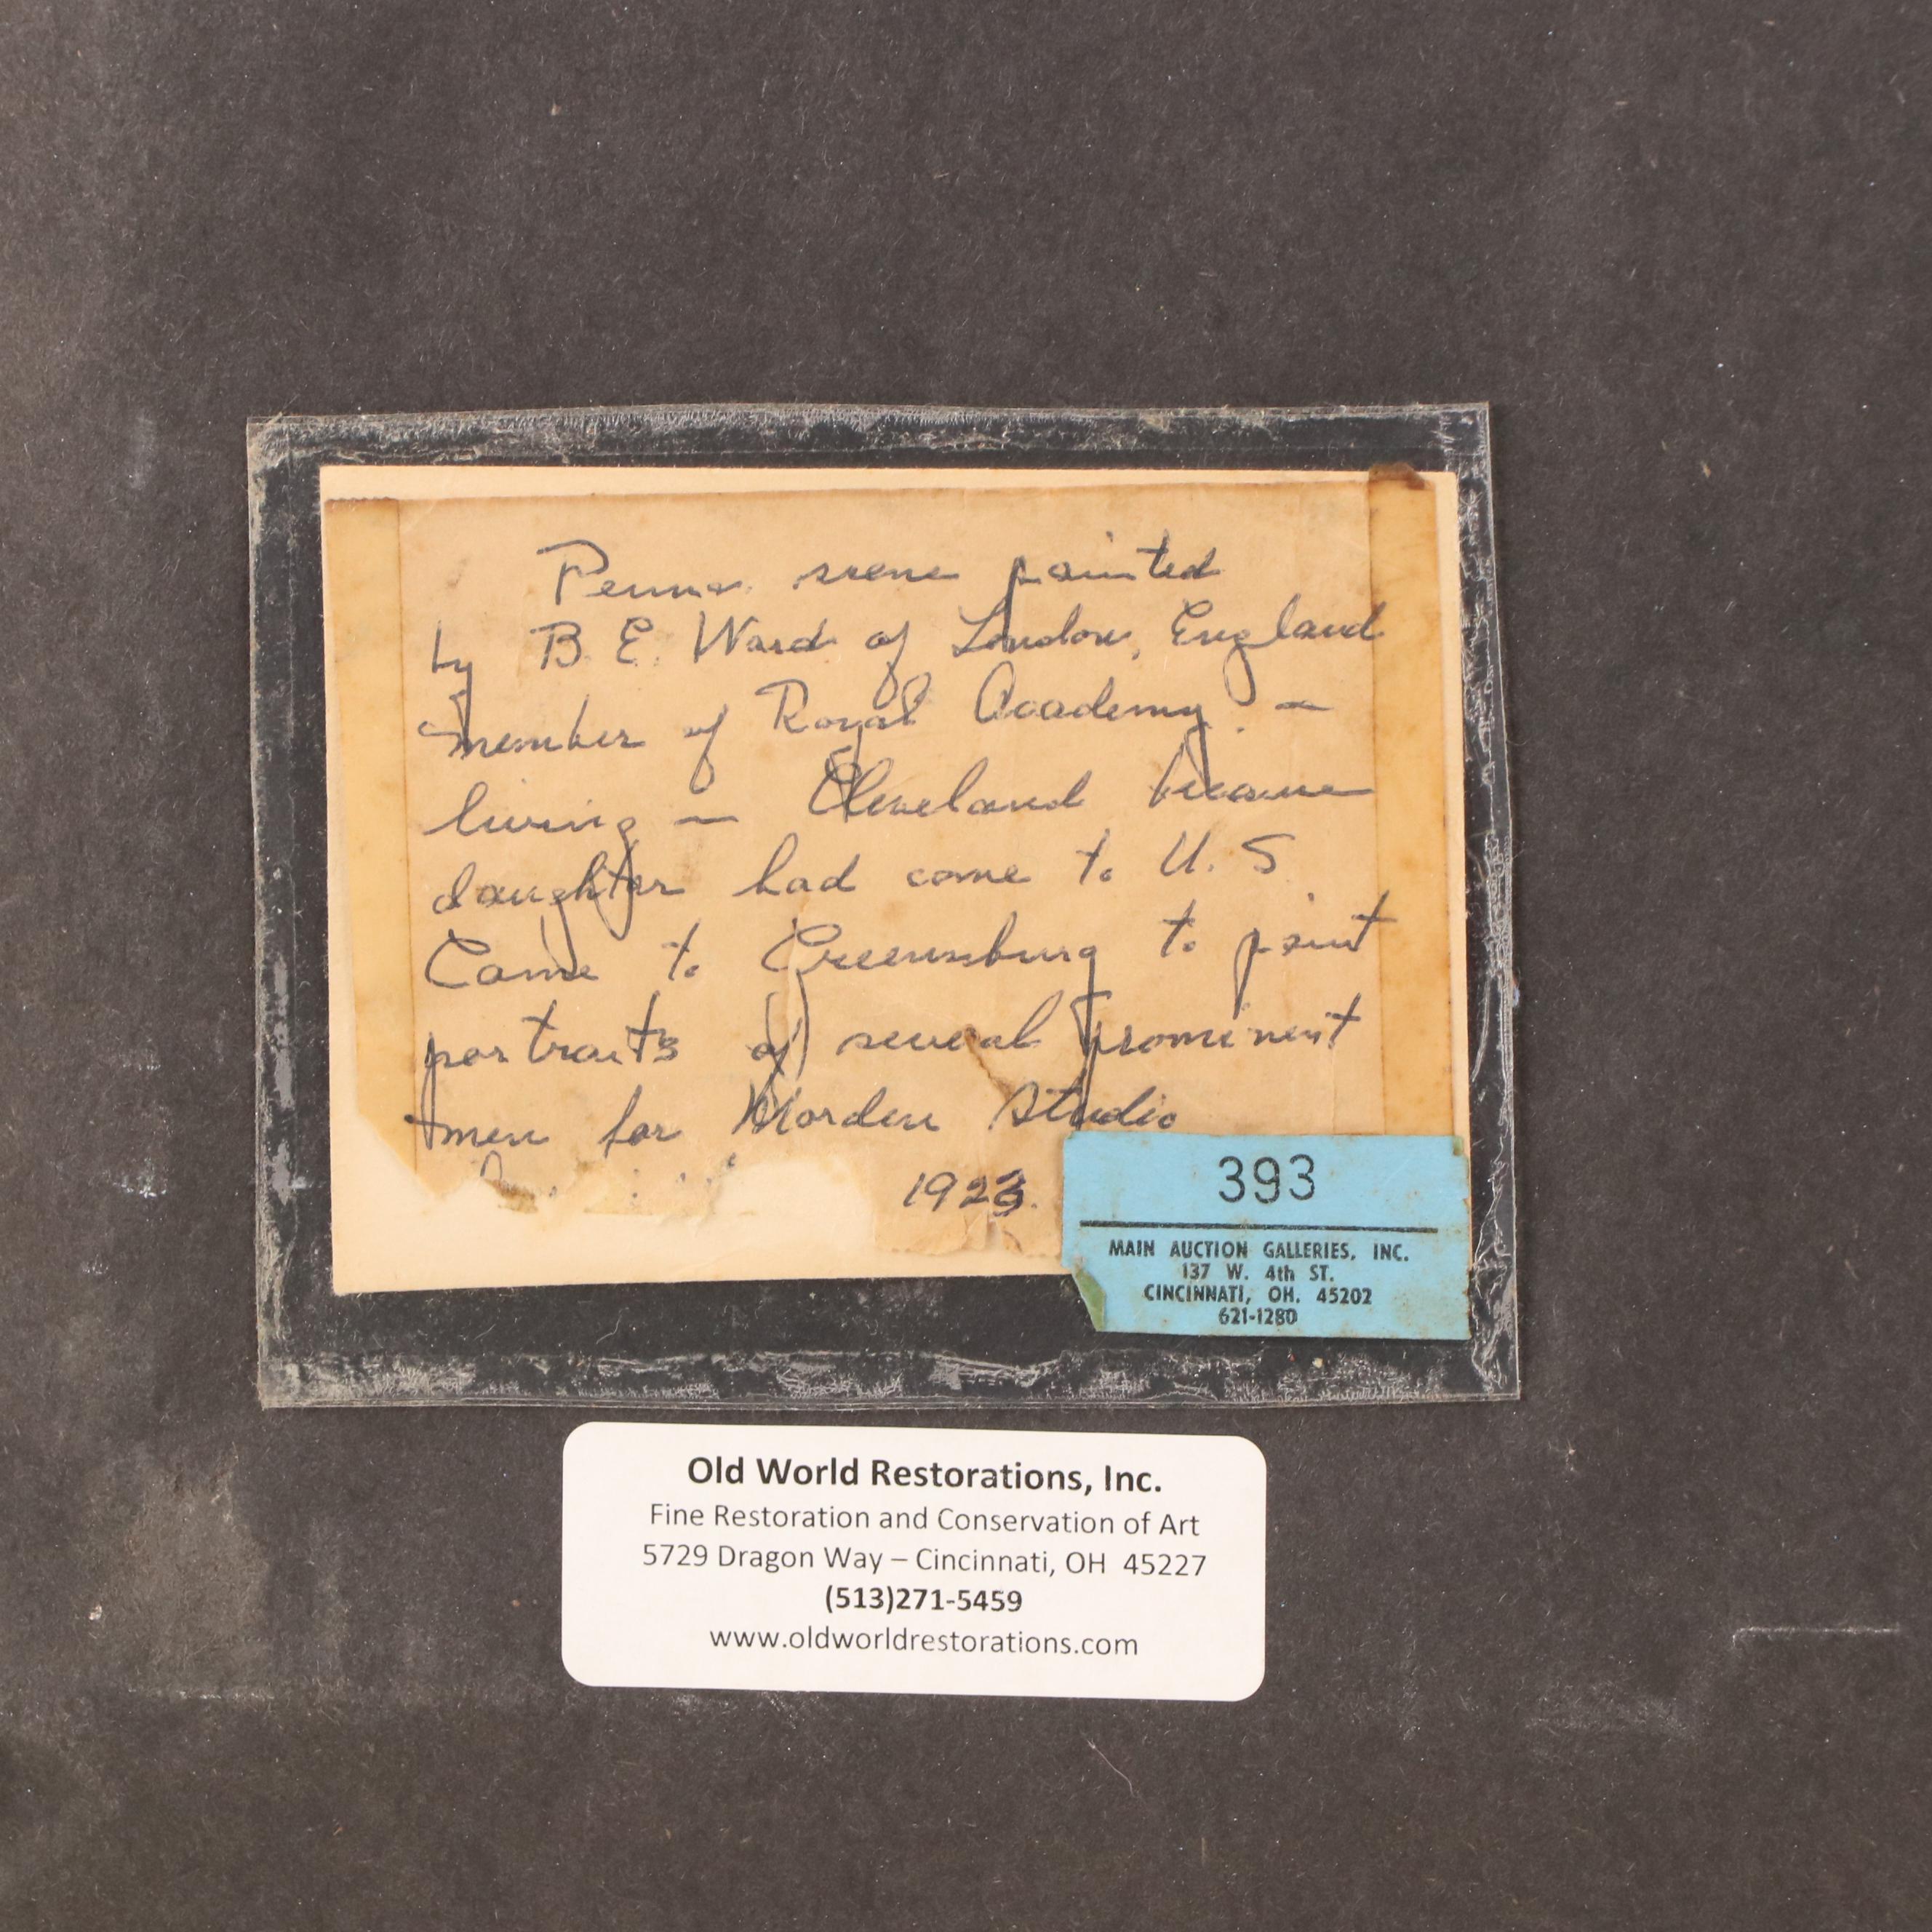 Penna. scene painted
by B. E. Ward of London, England
member of Royal Academy. –
living – Cleveland because
daughter had come to U. S.
Came to Greensburg to paint
portraits of several prominent
men for Morden Studio
1923.
393
MAIN AUCTION GALLERIES, INC.
137 W. 4th ST.
CINCINNATI, OH. 45202
621-1280
Old World Restorations, Inc.
Fine Restoration and Conservation of Art
5729 Dragon Way – Cincinnati, OH 45227
(513)271-5459
www.oldworldrestorations.com